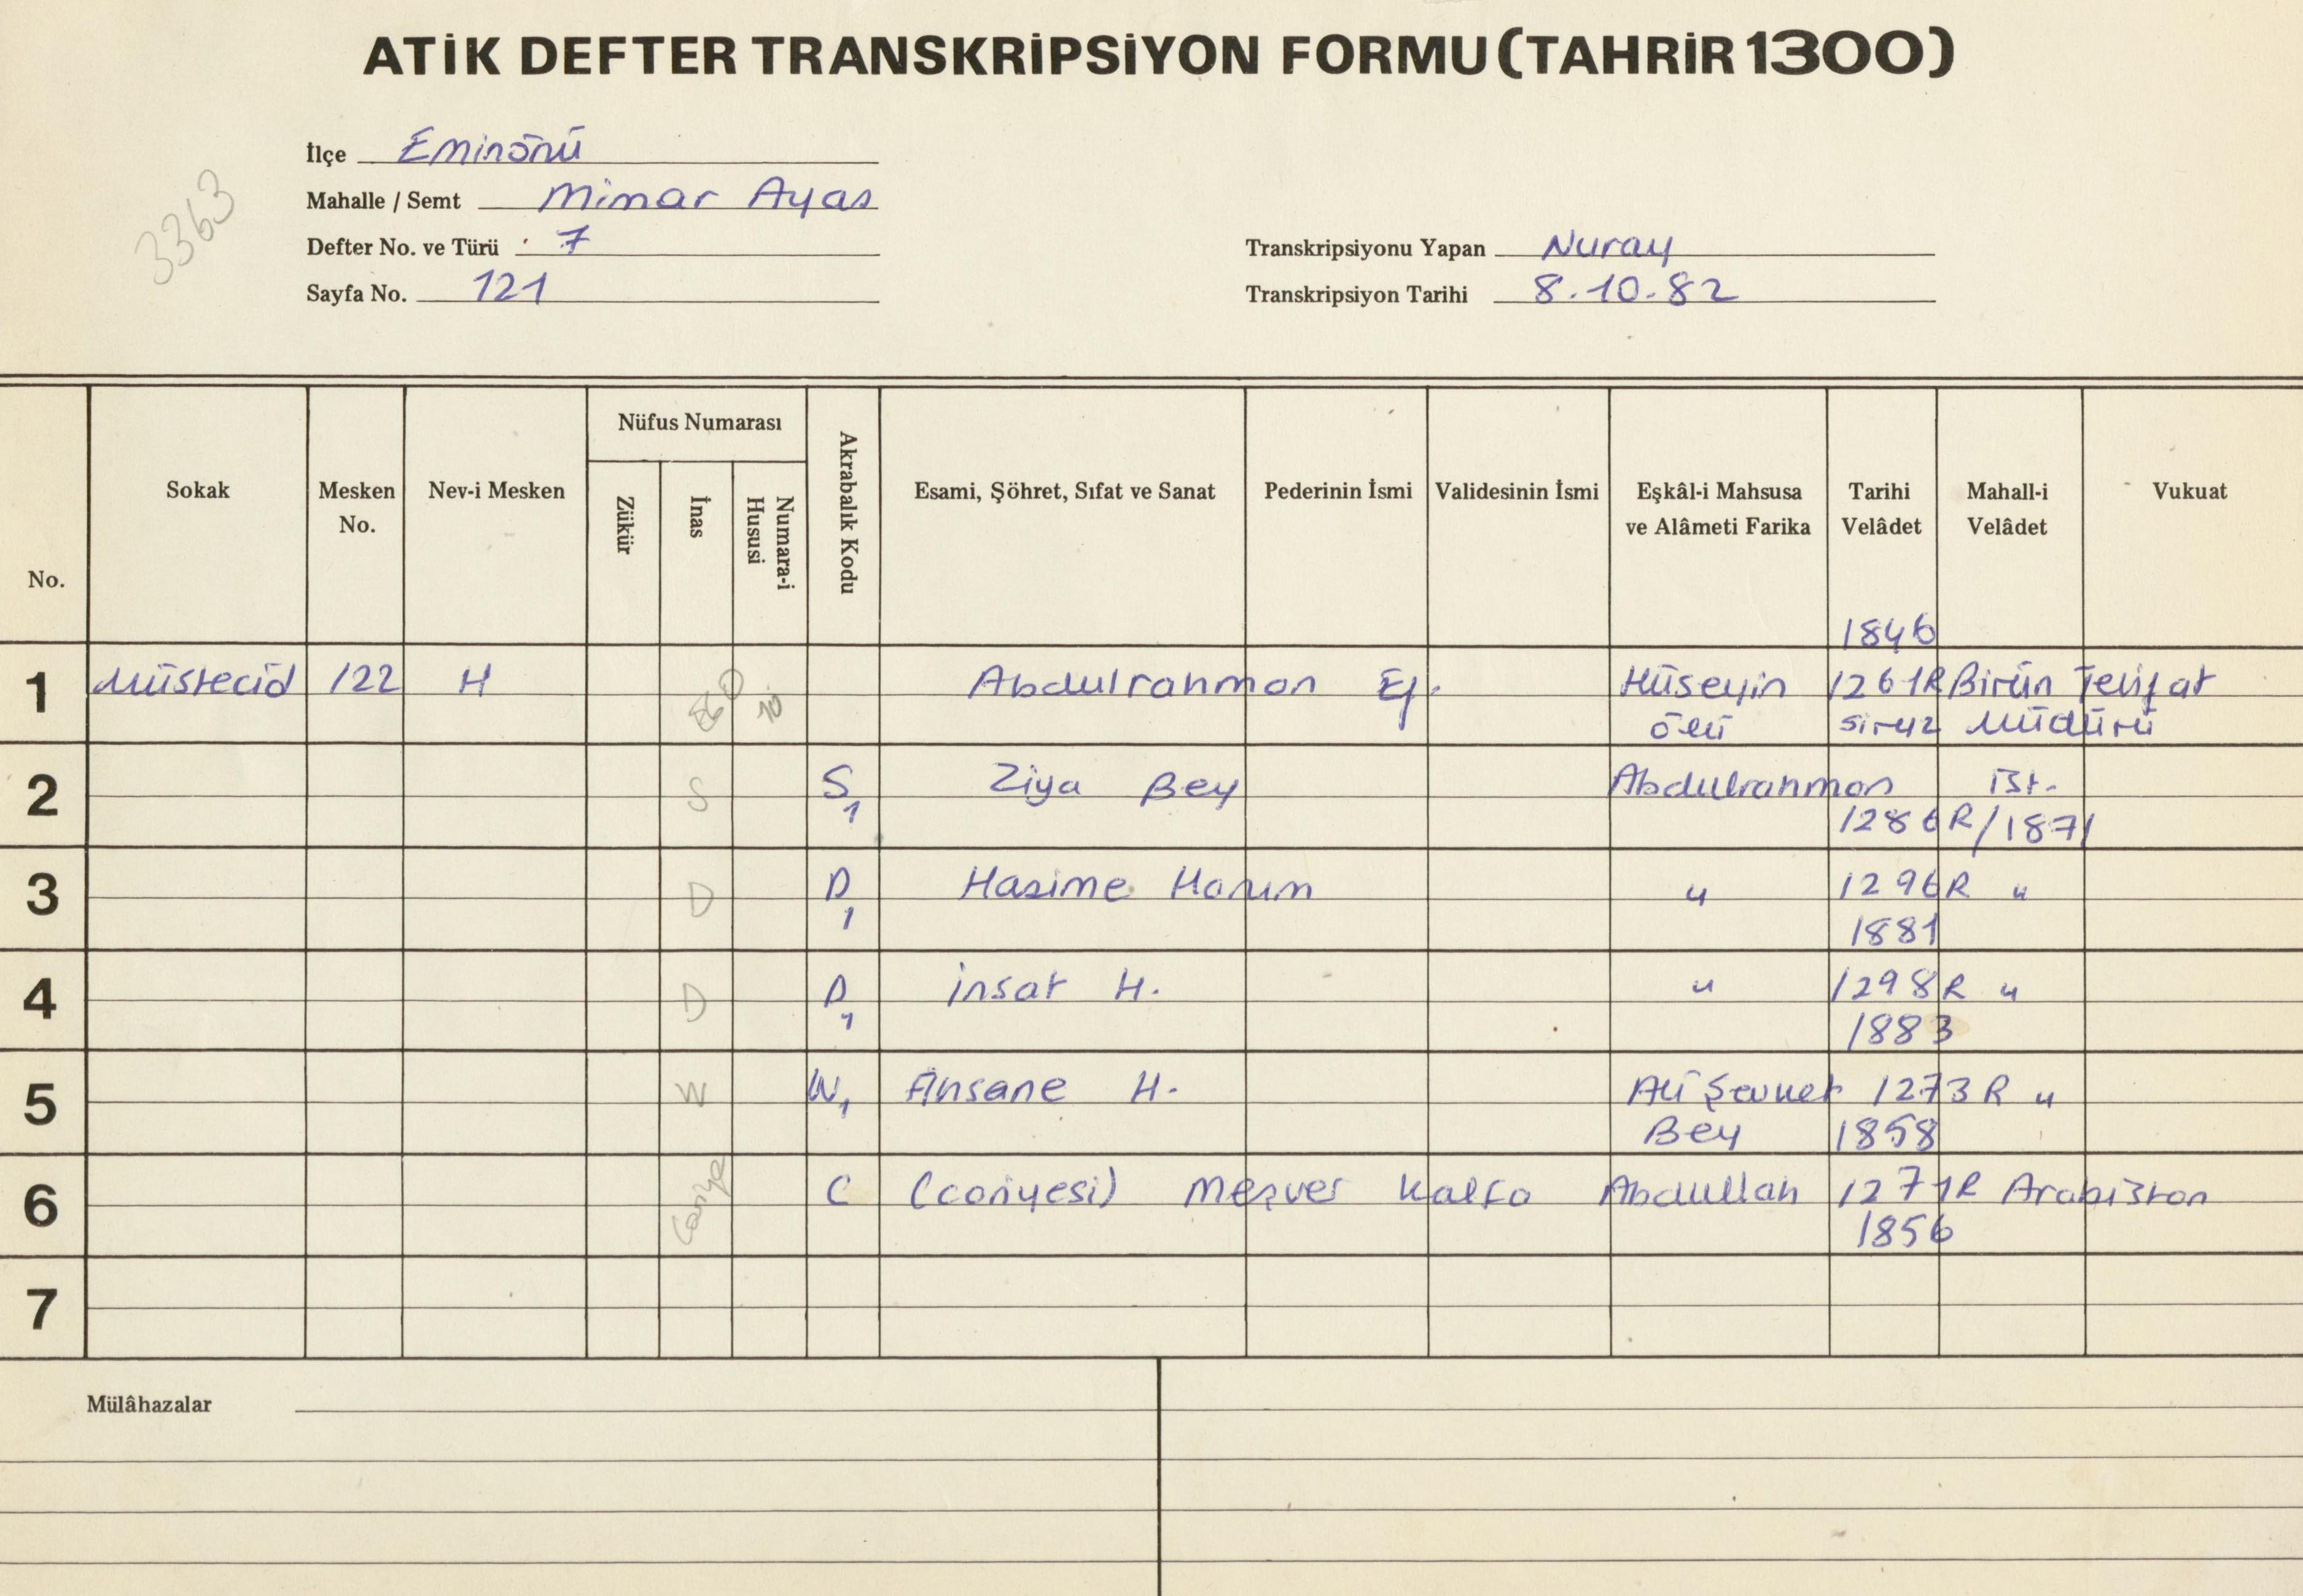 ATİK DEFTER TRANSKRİPSİYON FORMU (TAHRİR 1300)
3363
İlçe Eminönü
Mahalle / Semt Mimar Ayas
Defter No. ve Türü 7
Sayfa No. 121
Transkripsiyonu Yapan Nuray
Transkripsiyon Tarihi 8.10.82
No.
Sokak
Mesken No.
Nev-i Mesken
Nüfus Numarası
Zükür
İnas
Numara-i Hususi
Akrabalık Kodu
Esami, Şöhret, Sıfat ve Sanat
Pederinin İsmi
Validesinin İsmi
Eşkâl-i Mahsusa ve Alâmeti Farika
Tarihi Velâdet
Mahall-i Velâdet
Vukuat
1846
1 Müstecid 122 H Abdulrahman Ef. Hüseyin 1261R Birün Teşrifat
ölü Siruz Müdürü
2 S S1 Ziya Bey Abdulrahman İst.
1286R/1871
3 D D1 Hasime Hanım " 1296R "
1881
4 D D1 İnsat H. " 1298R "
1883
5 W W1 Ahsane H. Ali Şevket 1273R "
Bey 1858
6 Cariye C (cariyesi) Meşver Kalfa Abdullah 1271R Arabistan
1856
7
Mülâhazalar